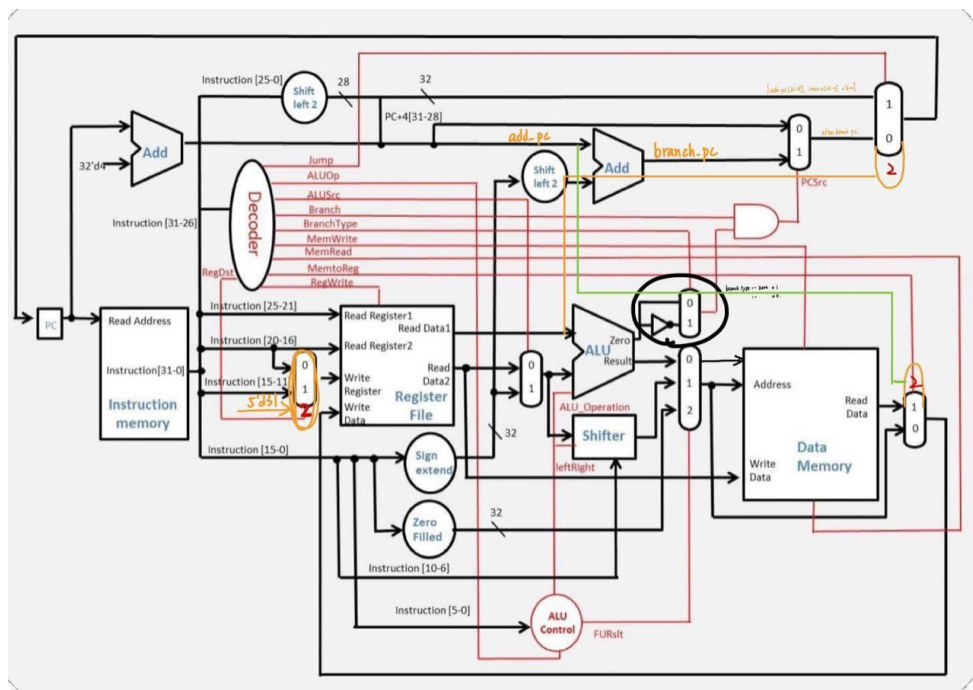 Instruction [25-0]
Shift
left 2
28
32
PC+4[31-28]
1
0
2
0
1
add_pc
Add
32'd4
Shift
left 2
Add
branch_pc
PCSrc
Jump
ALUOp
ALUSrc
Branch
BranchType
MemWrite
MemRead
MemtoReg
RegWrite
RegDst
Decoder
Instruction [31-26]
PC
Read Address
Instruction[31-0]
Instruction
memory
Instruction [25-21]
Instruction [20-16]
Instruction [15-11]
5'd31
0
1
2
Read Register1
Read Data1
Read Register2
Read
Data2
Write
Register
Write
Data
Register
File
0
1
ALU
Zero
Result
0
1
0
1
2
ALU_Operation
Shifter
leftRight
Address
Read
Data
Data
Memory
Write
Data
2
1
0
Instruction [15-0]
Sign
extend
32
Zero
Filled
32
Instruction [10-6]
Instruction [5-0]
ALU
Control
FURslt